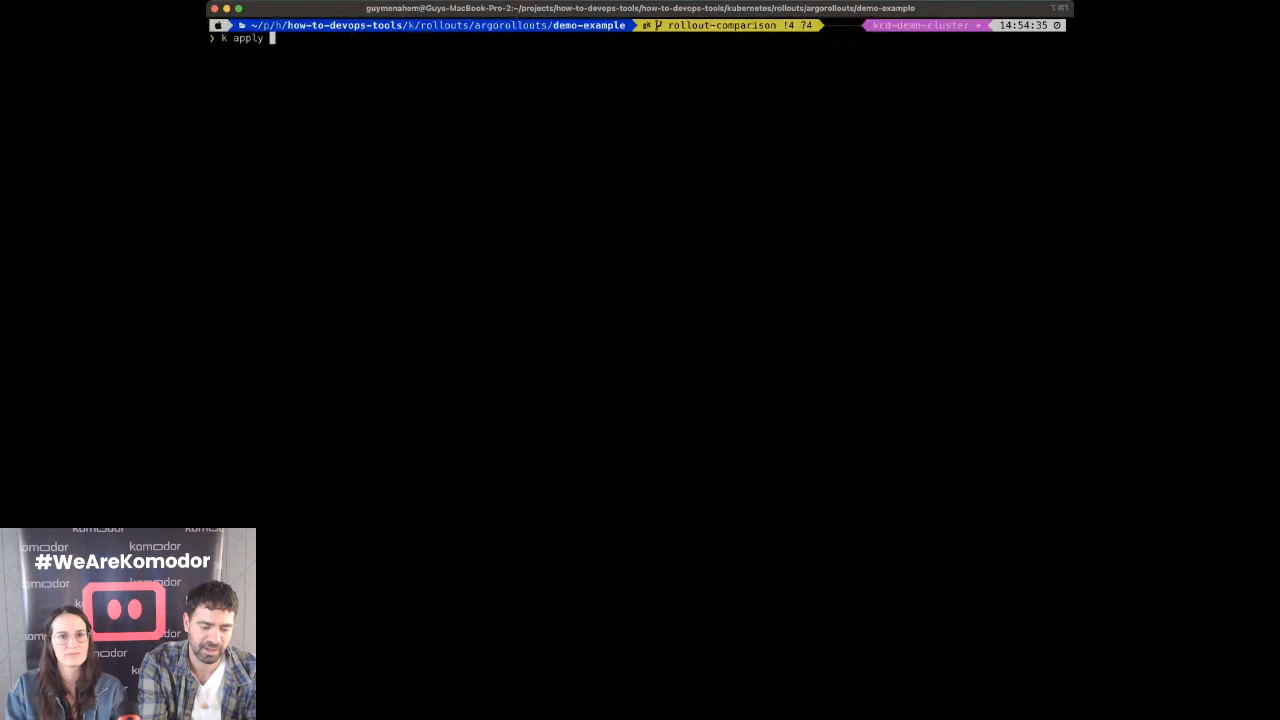 guymenahem@Guys-MacBook-Pro-2:~/projects/how-to-devops-tools/how-to-devops-tools/kubernetes/rollouts/argorollouts/demo-example
~/p/h/how-to-devops-tools/k/rollouts/argorollouts/demo-example rollout-comparison !4 ?4 kcd-demo-cluster 14:54:35
❯ k apply
komodor
komodor
komodor
#WeAreKomodor
komodor